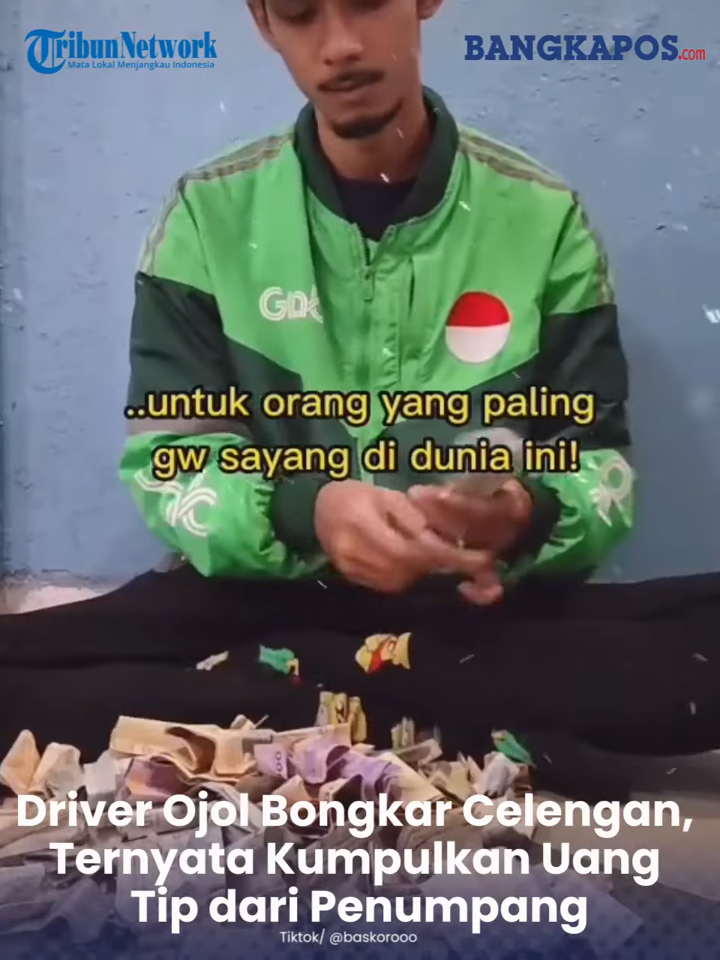 TribunNetwork
Mata Lokal Menjangkau Indonesia
BANGKAPOS.com
Grab
..untuk orang yang paling
gw sayang di dunia ini!
Driver Ojol Bongkar Celengan,
Ternyata Kumpulkan Uang
Tip dari Penumpang
Tiktok/ @baskorooo